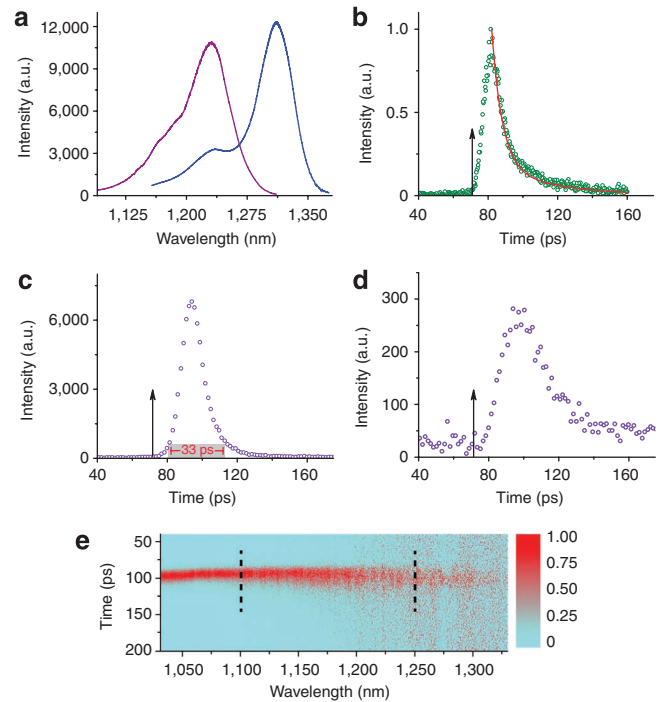 a
Intensity (a.u.)
12,000
9,000
6,000
3,000
0
1,125 1,200 1,275 1,350
Wavelength (nm)
b
Intensity (a.u.)
1.0
0.5
0
40 80 120 160
Time (ps)
c
Intensity (a.u.)
6,000
3,000
0
33 ps
40 80 120 160
Time (ps)
d
Intensity (a.u.)
300
200
100
0
40 80 120 160
Time (ps)
e
Time (ps)
50
100
150
200
1,050 1,100 1,150 1,200 1,250 1,300
Wavelength (nm)
1.00
0.75
0.50
0.25
0